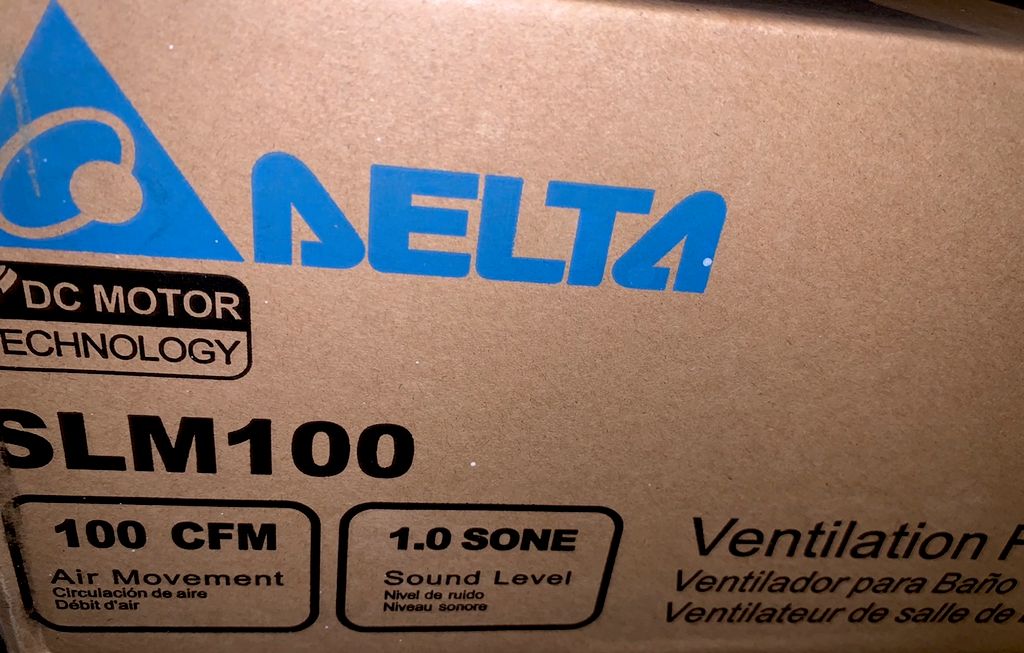 DELTA
DC MOTOR
ECHNOLOGY
SLM100
100 CFM
Air Movement
Circulación de aire
Débit d'air
1.0 SONE
Sound Level
Nivel de ruido
Niveau sonore
Ventilation F
Ventilador para Baño
Ventilateur de salle de